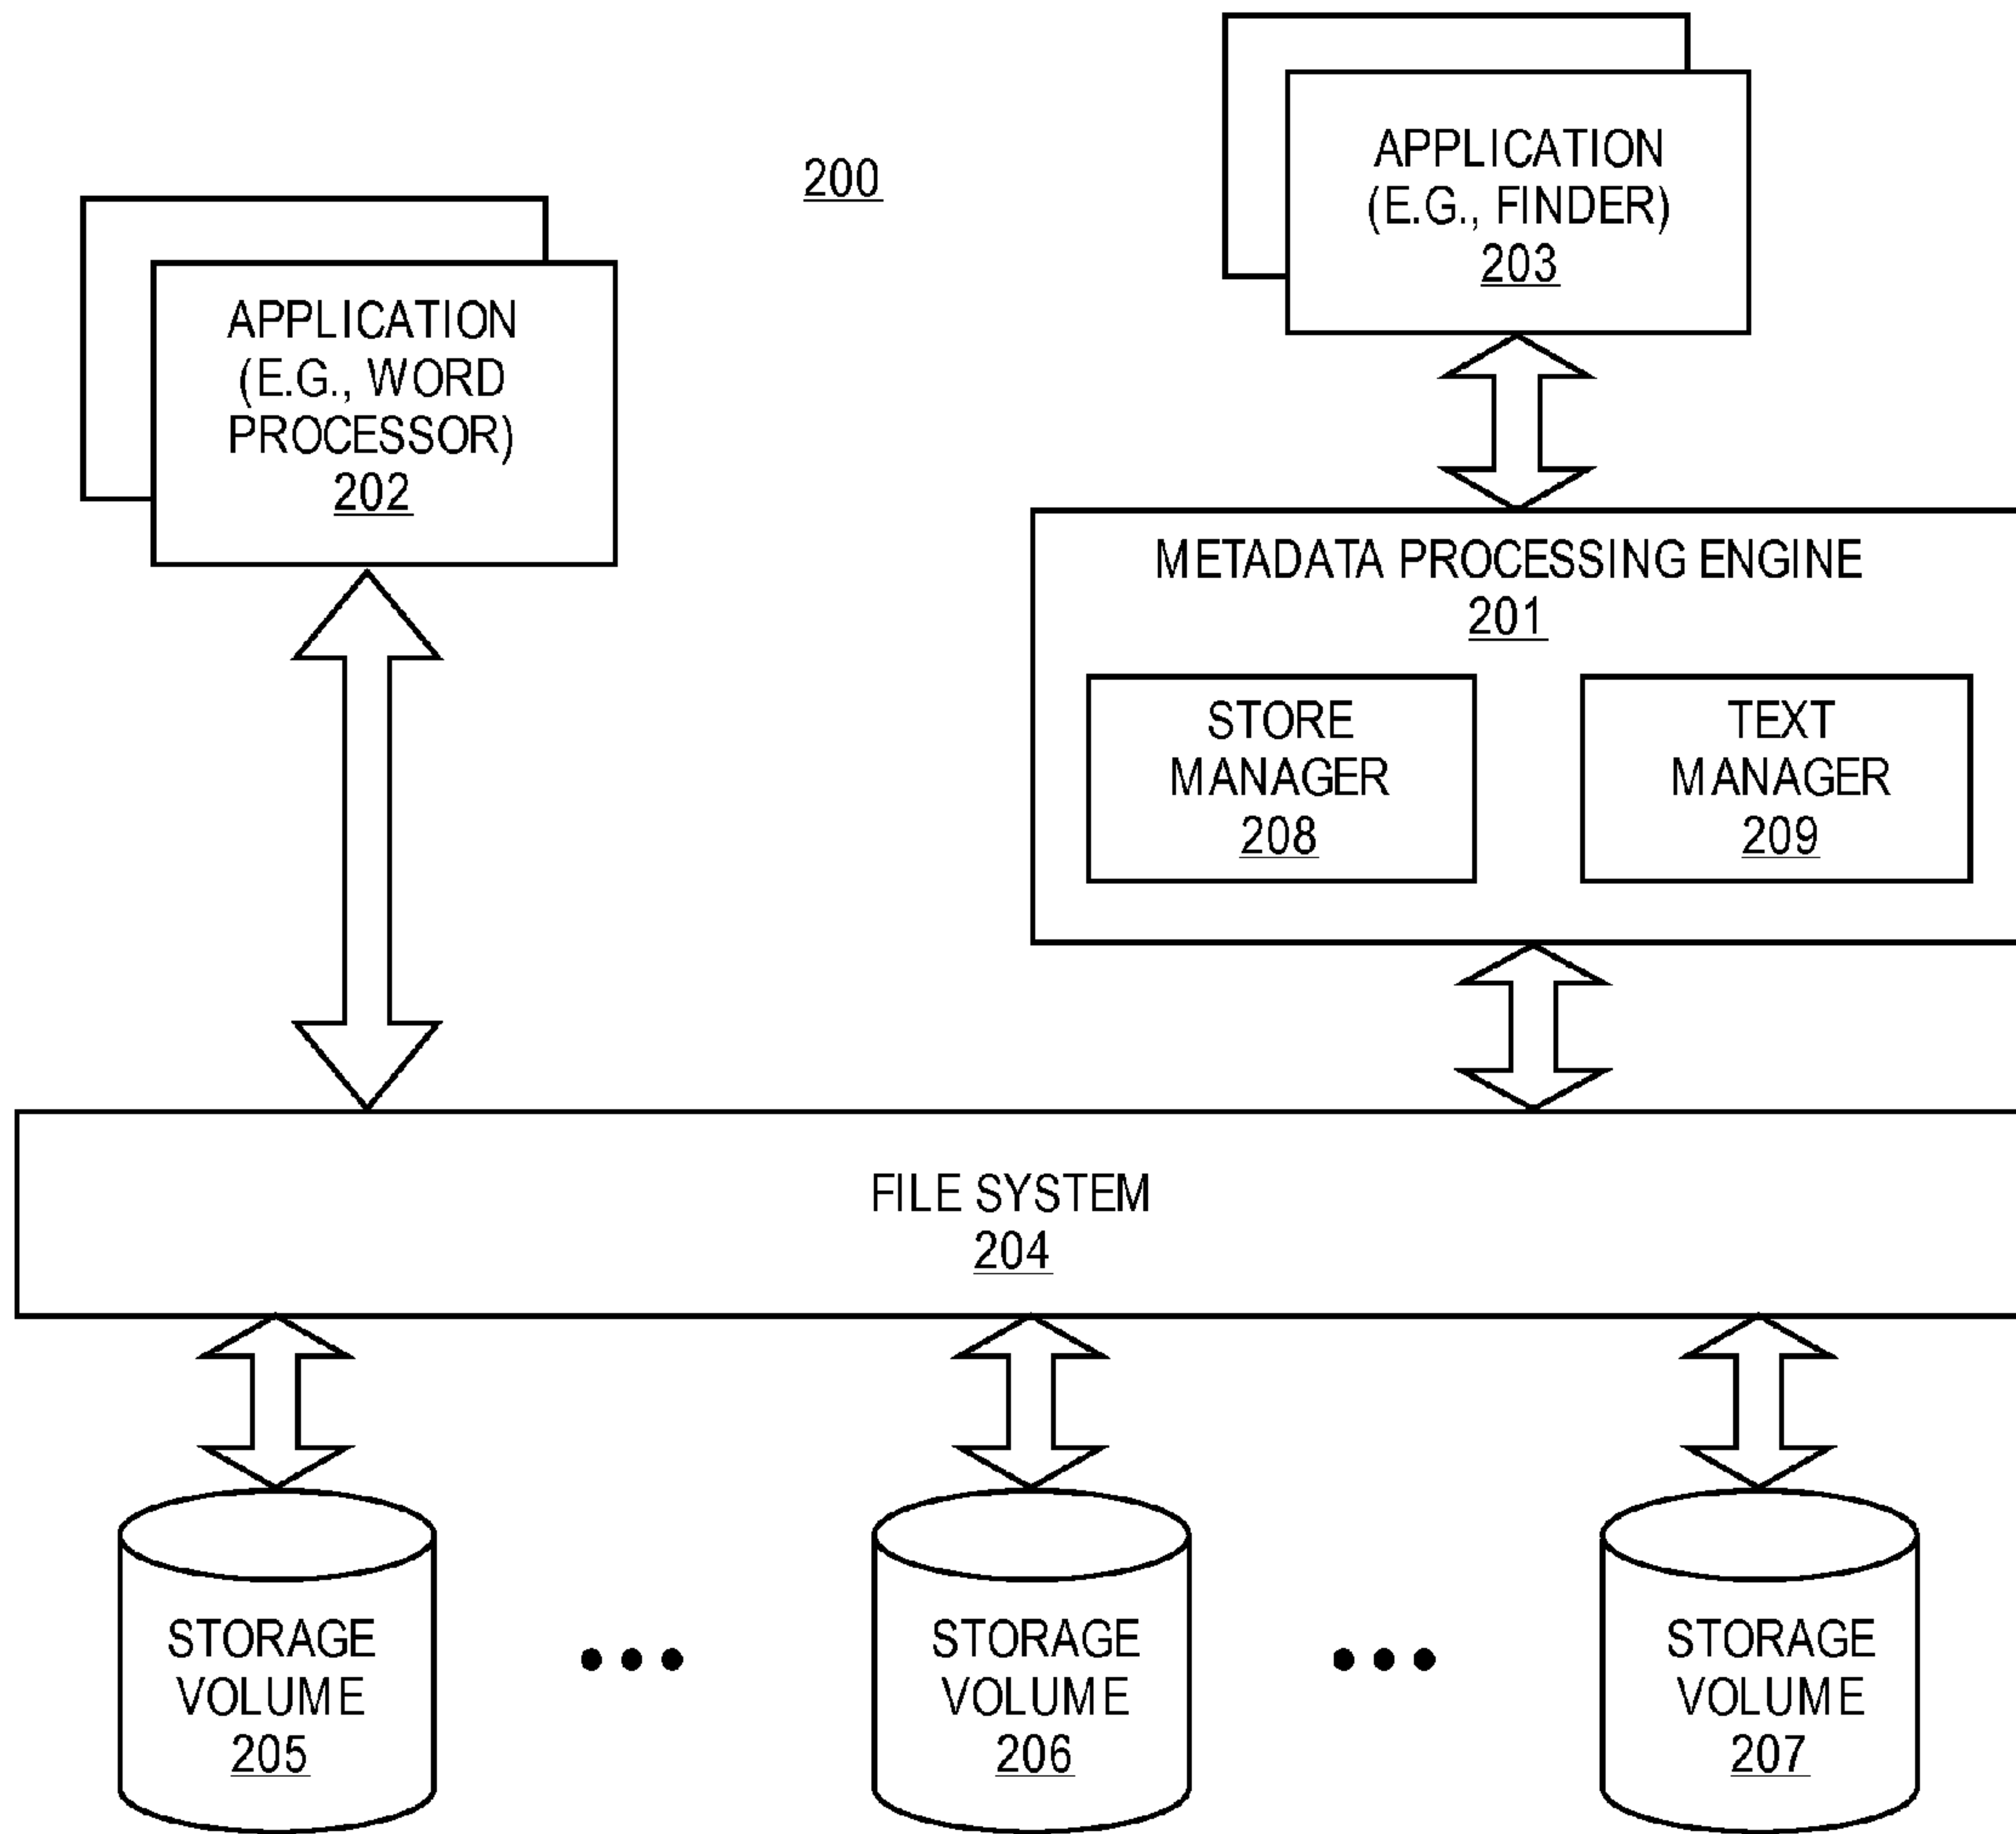 200
APPLICATION
(E.G., FINDER)
203
APPLICATION
(E.G., WORD
PROCESSOR)
202
METADATA PROCESSING ENGINE
201
STORE
MANAGER
208
TEXT
MANAGER
209
FILE SYSTEM
204
STORAGE
VOLUME
205
STORAGE
VOLUME
206
STORAGE
VOLUME
207